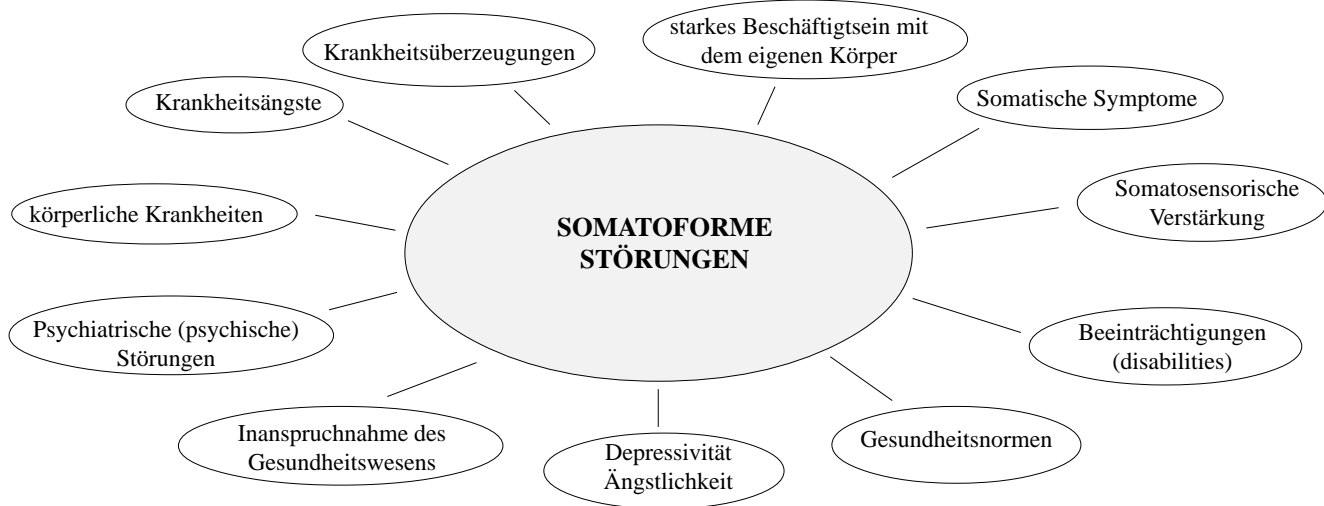 starkes Beschäftigtsein mit
dem eigenen Körper
Krankheitsüberzeugungen
Krankheitsängste
Somatische Symptome
körperliche Krankheiten
Somatosensorische
Verstärkung
SOMATOFORME
STÖRUNGEN
Psychiatrische (psychische)
Störungen
Beeinträchtigungen
(disabilities)
Inanspruchnahme des
Gesundheitswesens
Depressivität
Ängstlichkeit
Gesundheitsnormen